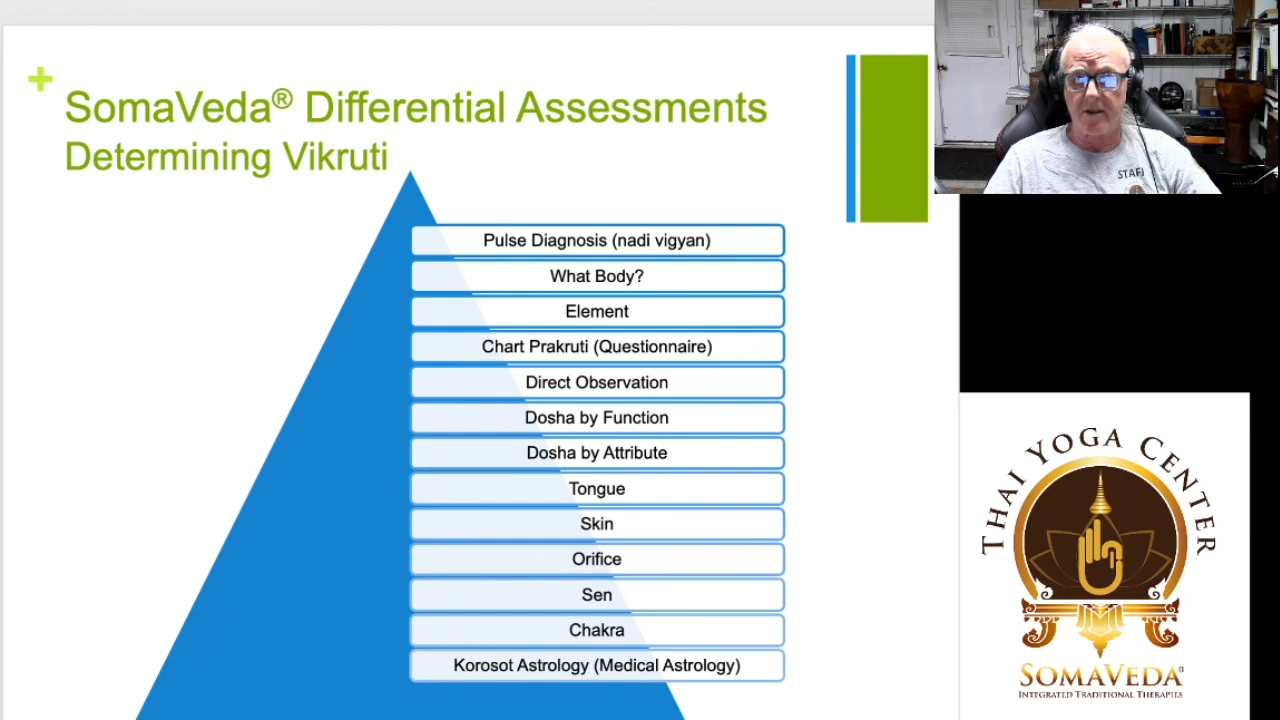 +
SomaVeda® Differential Assessments
Determining Vikruti
Pulse Diagnosis (nadi vigyan)
What Body?
Element
Chart Prakruti (Questionnaire)
Direct Observation
Dosha by Function
Dosha by Attribute
Tongue
Skin
Orifice
Sen
Chakra
Korosot Astrology (Medical Astrology)
STAFF
THAI YOGA CENTER
SOMAVEDA®
INTEGRATED TRADITIONAL THERAPIES